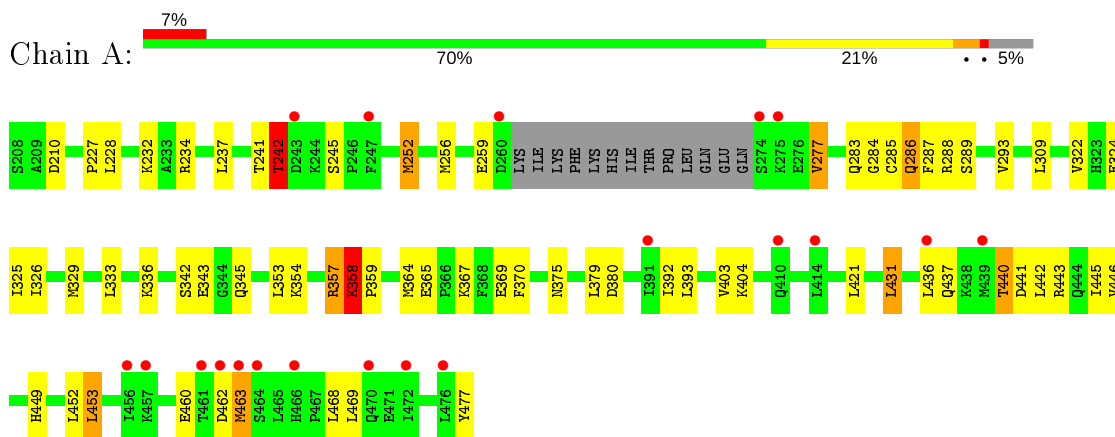 7%
Chain A:
70% 21% • • 5%
S208 A209 D210 P227 L228 K232 A233 R234 L237 T241 T242 D243 K244 S245 P246 F247 M252 M256 E259 D260 LYS ILE LYS PHE LYS HIS ILE THR PRO LEU GLN GLU GLN S274 K275 E276 V277 Q283 G284 C285 Q286 F287 R288 S289 V293 L309 V322 H323
I325 I326 M329 L333 K336 S342 E343 G344 Q345 L353 K354 R357 K358 P359 M364 E365 P366 K367 F368 E369 F370 N375 L379 D380 I391 I392 L393 V403 K404 Q410 L414 L421 L431 L436 Q437 K438 M439 T440 D441 L442 R443 Q444 I445
H449 L452 L453 I456 K457 E460 T461 D462 M463 S464 L465 H466 P467 L468 L469 Q470 E471 I472 L476 Y477